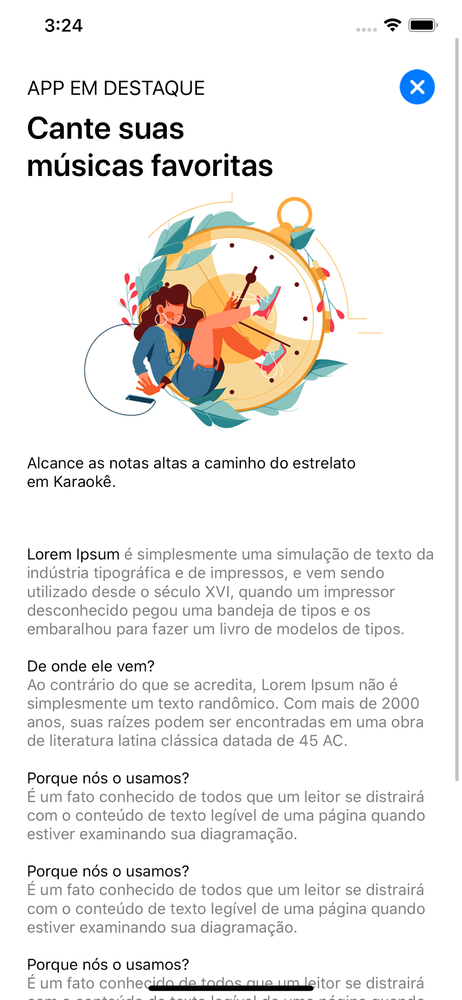 3:24
APP EM DESTAQUE
Cante suas
músicas favoritas
Alcance as notas altas a caminho do estrelato
em Karaokê.
Lorem Ipsum é simplesmente uma simulação de texto da
indústria tipográfica e de impressos, e vem sendo
utilizado desde o século XVI, quando um impressor
desconhecido pegou uma bandeja de tipos e os
embaralhou para fazer um livro de modelos de tipos.
De onde ele vem?
Ao contrário do que se acredita, Lorem Ipsum não é
simplesmente um texto randômico. Com mais de 2000
anos, suas raízes podem ser encontradas em uma obra
de literatura latina clássica datada de 45 AC.
Porque nós o usamos?
É um fato conhecido de todos que um leitor se distrairá
com o conteúdo de texto legível de uma página quando
estiver examinando sua diagramação.
Porque nós o usamos?
É um fato conhecido de todos que um leitor se distrairá
com o conteúdo de texto legível de uma página quando
estiver examinando sua diagramação.
Porque nós o usamos?
É um fato conhecido de todos que um leitor se distrairá